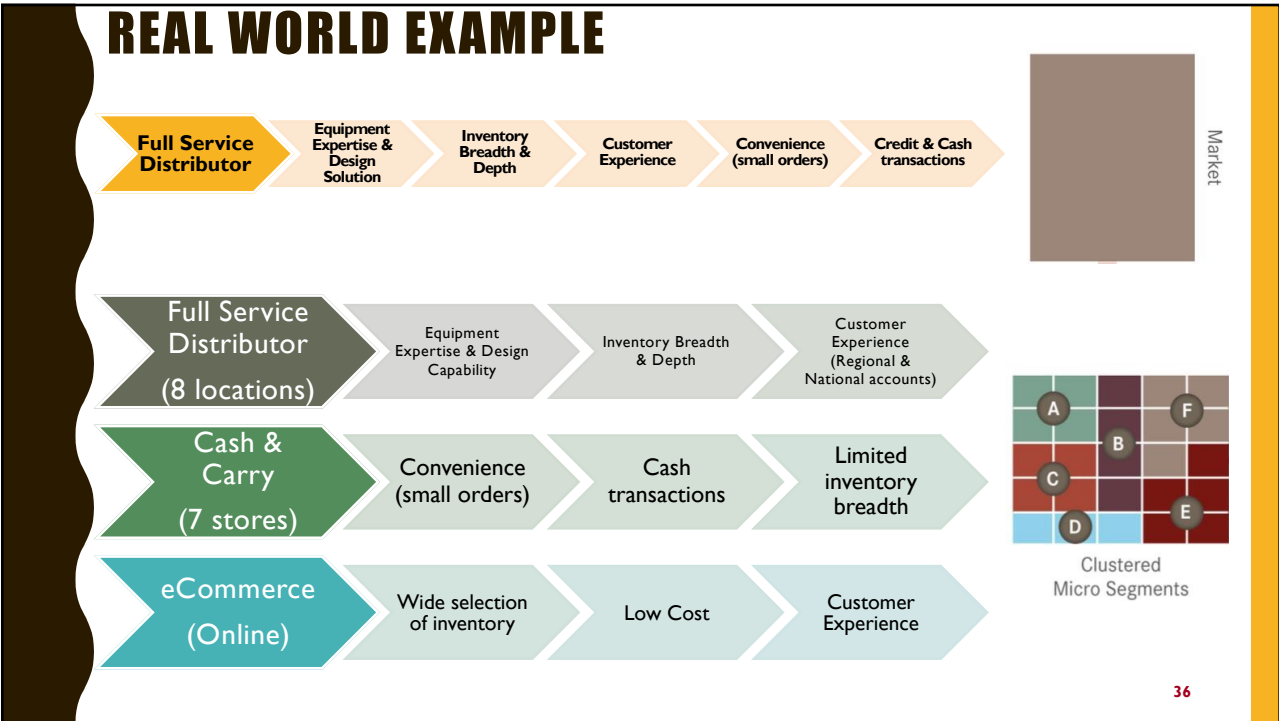 REAL WORLD EXAMPLE
Full Service
Distributor
Equipment
Expertise &
Design
Solution
Inventory
Breadth &
Depth
Customer
Experience
Convenience
(small orders)
Credit & Cash
transactions
Market
Full Service
Distributor
(8 locations)
Equipment
Expertise & Design
Capability
Inventory Breadth
& Depth
Customer
Experience
(Regional &
National accounts)
Cash &
Carry
(7 stores)
Convenience
(small orders)
Cash
transactions
Limited
inventory
breadth
eCommerce
(Online)
Wide selection
of inventory
Low Cost
Customer
Experience
A
F
B
C
E
D
Clustered
Micro Segments
36